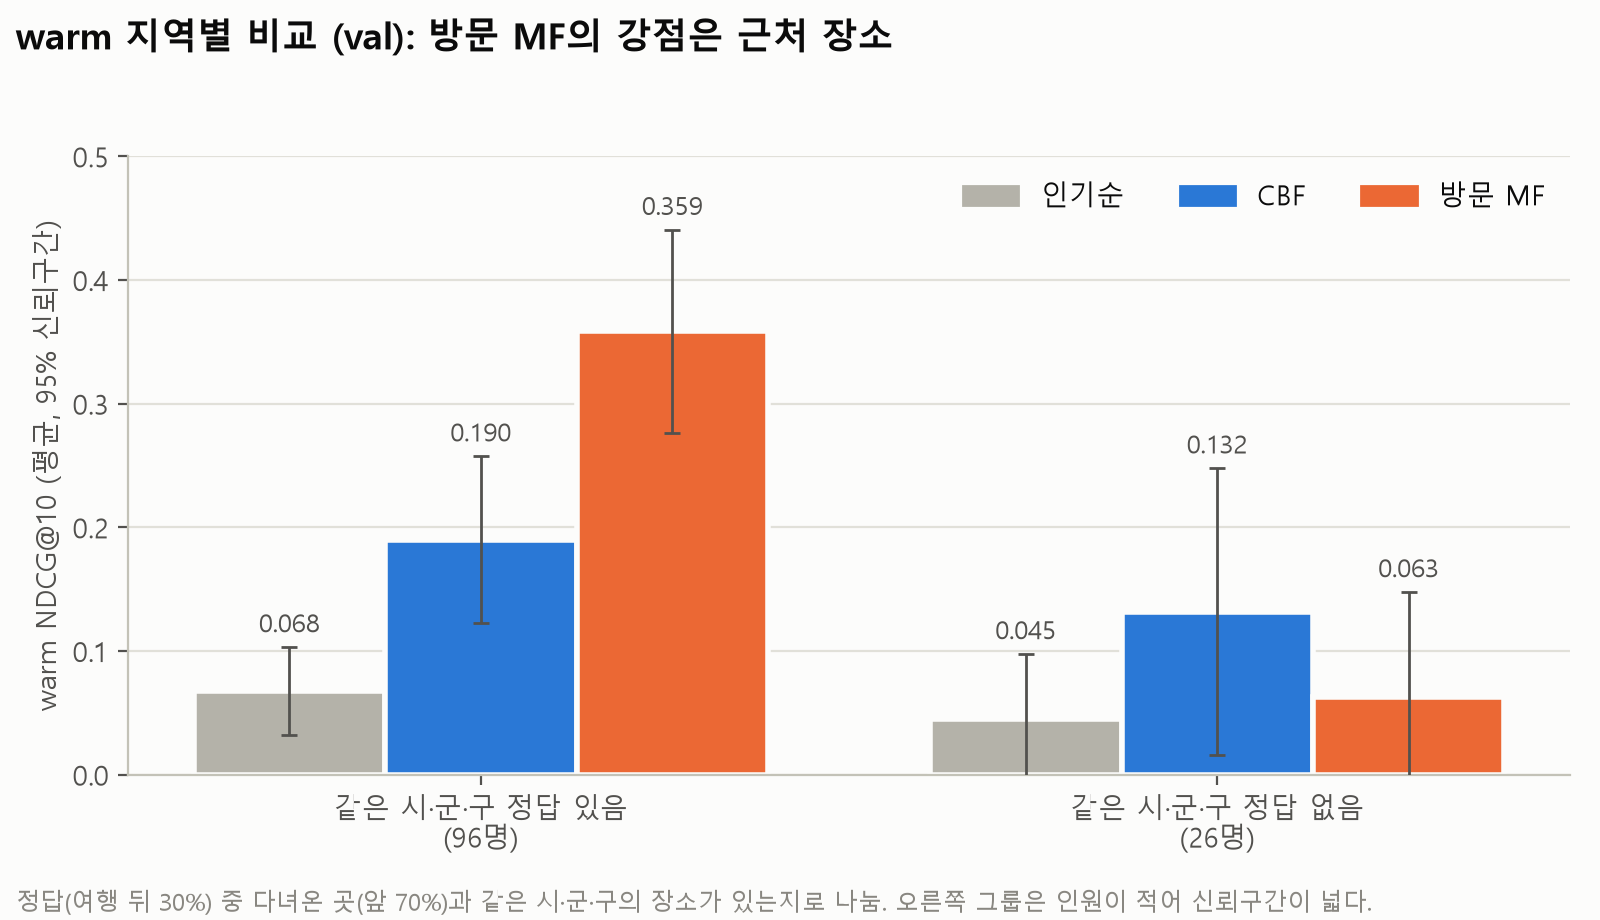 warm 지역별 비교 (val): 방문 MF의 강점은 근처 장소
warm NDCG@10 (평균, 95% 신뢰구간)
0.5
0.4
0.3
0.2
0.1
0.0
인기순
CBF
방문 MF
0.068
0.190
0.359
0.045
0.132
0.063
같은 시·군·구 정답 있음
(96명)
같은 시·군·구 정답 없음
(26명)
정답(여행 뒤 30%) 중 다녀온 곳(앞 70%)과 같은 시·군·구의 장소가 있는지로 나눔. 오른쪽 그룹은 인원이 적어 신뢰구간이 넓다.